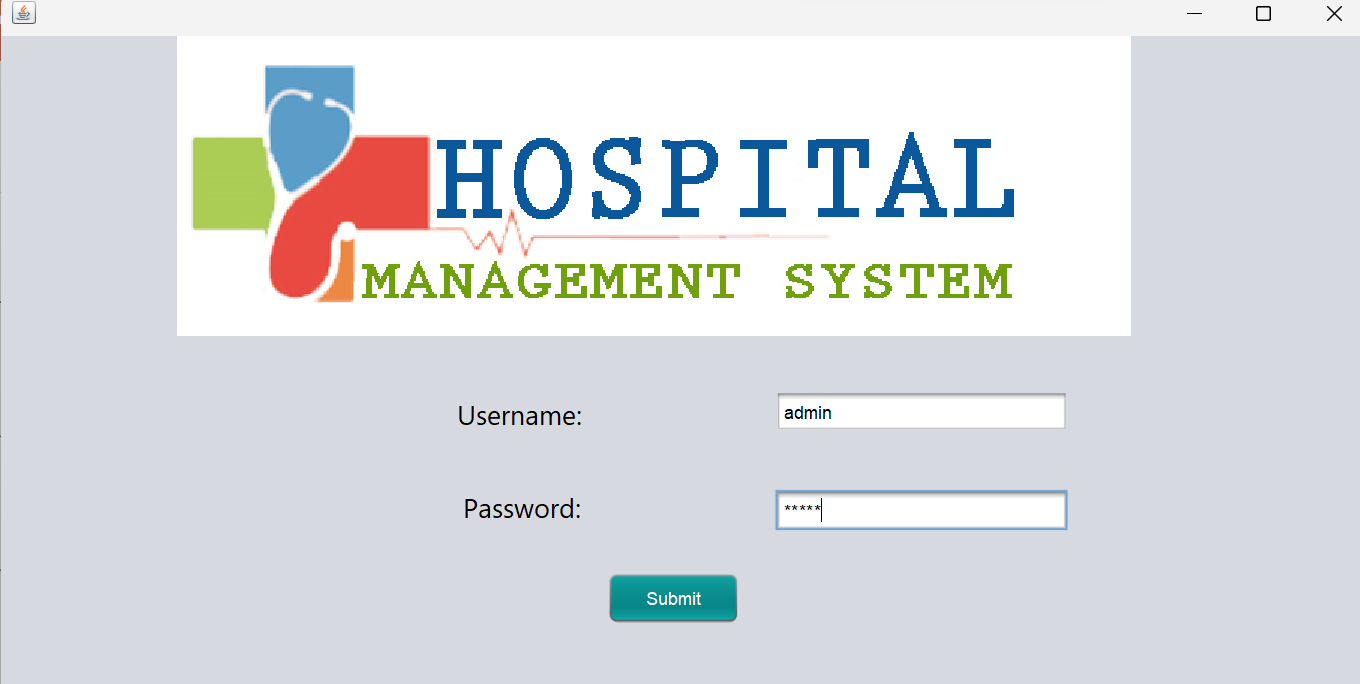 HOSPITAL
MANAGEMENT SYSTEM
Username: admin
Password: *****
Submit